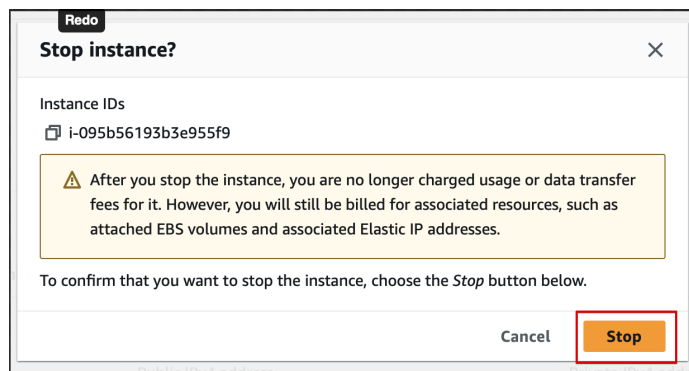 Redo
Stop instance?
Instance IDs
i-095b56193b3e955f9
After you stop the instance, you are no longer charged usage or data transfer
fees for it. However, you will still be billed for associated resources, such as
attached EBS volumes and associated Elastic IP addresses.
To confirm that you want to stop the instance, choose the Stop button below.
Cancel
Stop